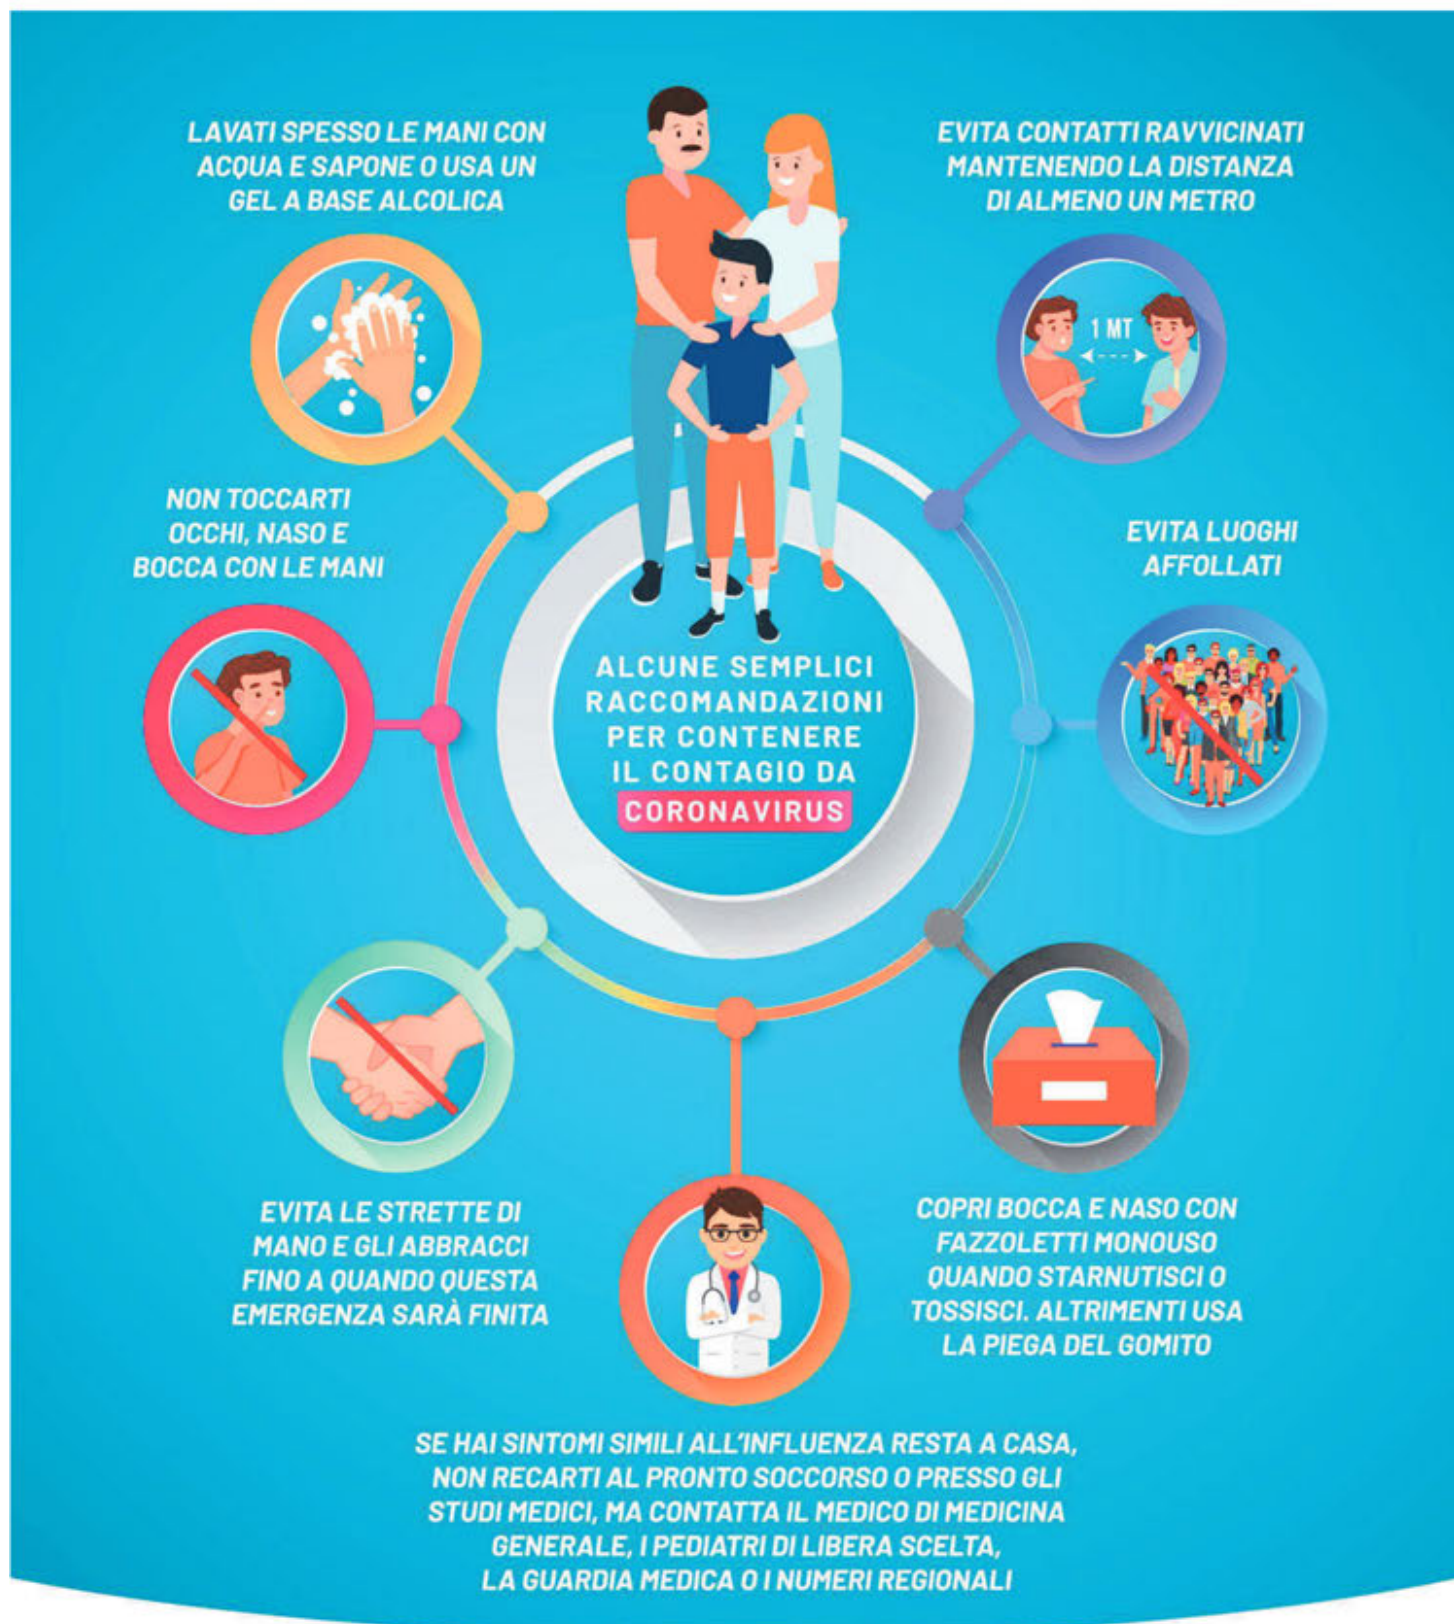 LAVATI SPESSO LE MANI CON
ACQUA E SAPONE O USA UN
GEL A BASE ALCOLICA
EVITA CONTATTI RAVVICINATI
MANTENENDO LA DISTANZA
DI ALMENO UN METRO
1 MT
NON TOCCARTI
OCCHI, NASO E
BOCCA CON LE MANI
EVITA LUOGHI
AFFOLLATI
ALCUNE SEMPLICI
RACCOMANDAZIONI
PER CONTENERE
IL CONTAGIO DA
CORONAVIRUS
EVITA LE STRETTE DI
MANO E GLI ABBRACCI
FINO A QUANDO QUESTA
EMERGENZA SARÀ FINITA
COPRI BOCCA E NASO CON
FAZZOLETTI MONOUSO
QUANDO STARNUTISCI O
TOSSISCI. ALTRIMENTI USA
LA PIEGA DEL GOMITO
SE HAI SINTOMI SIMILI ALL'INFLUENZA RESTA A CASA,
NON RECARTI AL PRONTO SOCCORSO O PRESSO GLI
STUDI MEDICI, MA CONTATTA IL MEDICO DI MEDICINA
GENERALE, I PEDIATRI DI LIBERA SCELTA,
LA GUARDIA MEDICA O I NUMERI REGIONALI